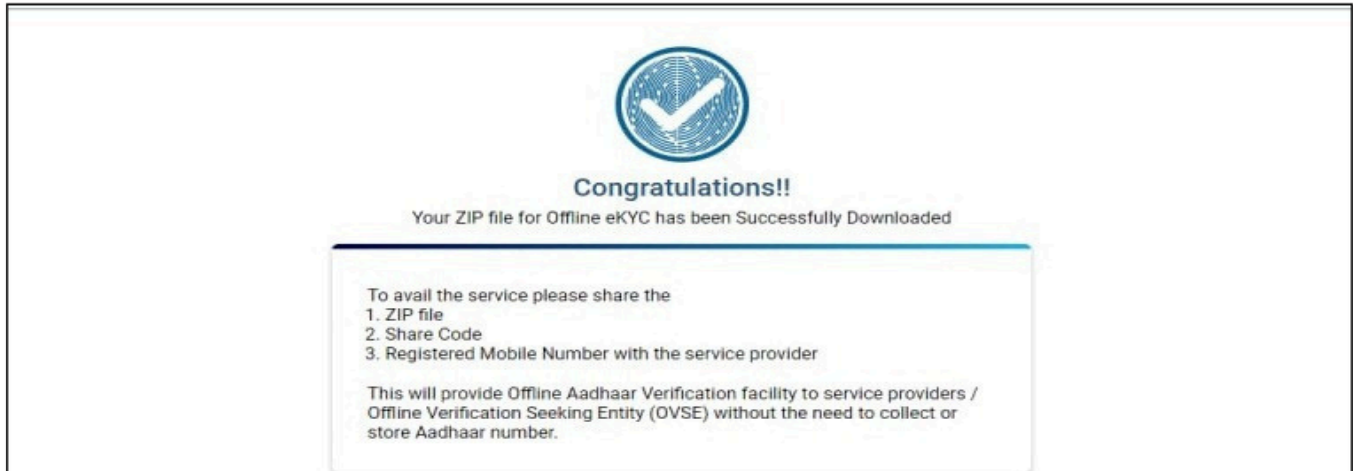 Congratulations!!
Your ZIP file for Offline eKYC has been Successfully Downloaded
To avail the service please share the
1. ZIP file
2. Share Code
3. Registered Mobile Number with the service provider
This will provide Offline Aadhaar Verification facility to service providers /
Offline Verification Seeking Entity (OVSE) without the need to collect or
store Aadhaar number.